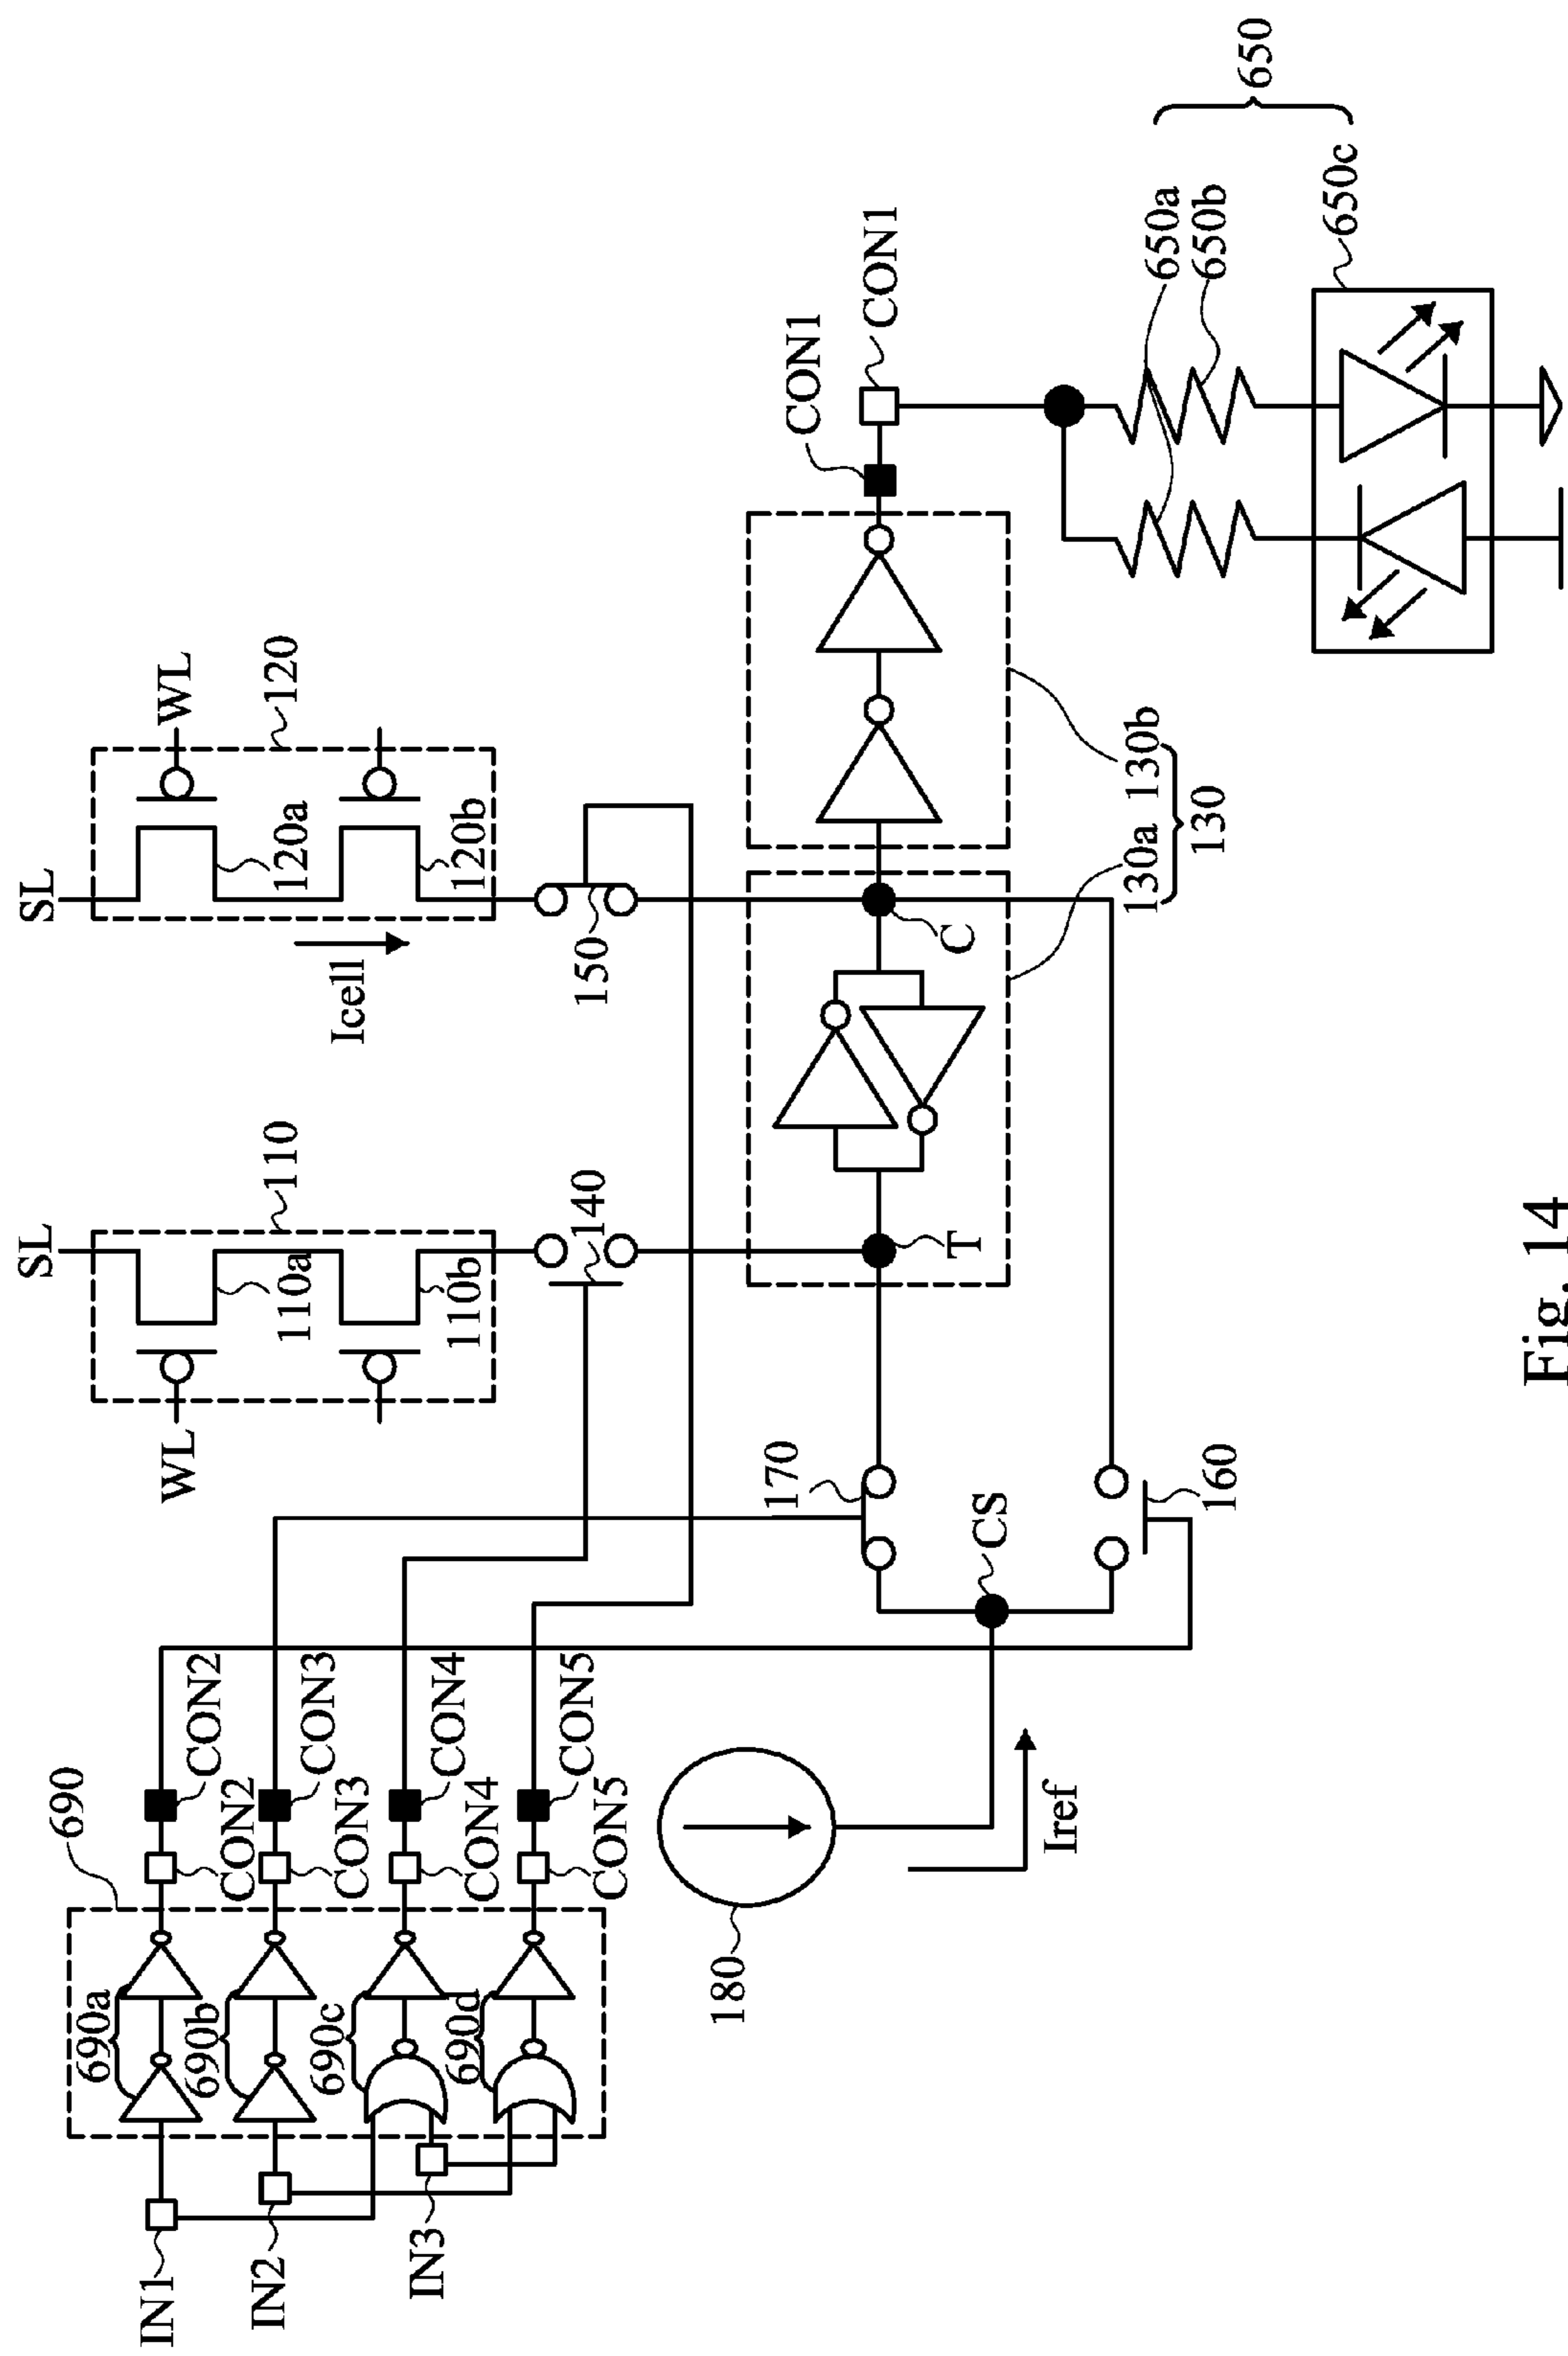 690
690a
690b
690c
690d
IN1
IN2
IN3
CON2
CON2
CON3
CON3
CON4
CON4
CON5
CON5
180
Iref
CS
170
160
SL
WL
110
110a
110b
140
T
SL
WL
120
120a
120b
Icell
150
C
130a 130b
130
CON1
CON1
650a
650b
650c
650
Fig. 14